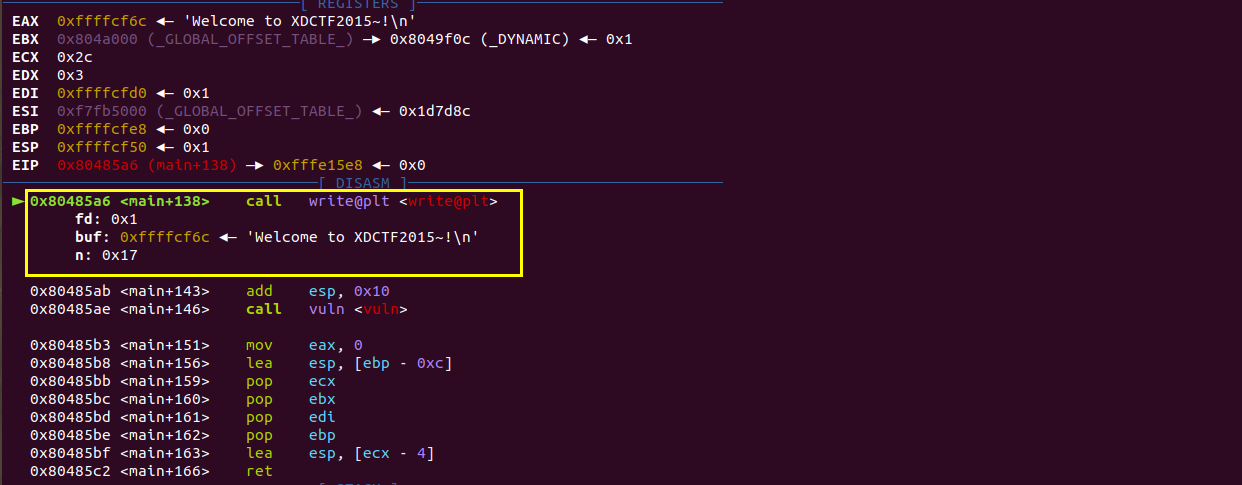 [ REGISTERS ]
EAX  0xffffcf6c ◂— 'Welcome to XDCTF2015~!\n'
EBX  0x804a000 (_GLOBAL_OFFSET_TABLE_) —▸ 0x8049f0c (_DYNAMIC) ◂— 0x1
ECX  0x2c
EDX  0x3
EDI  0xffffcfd0 ◂— 0x1
ESI  0xf7fb5000 (_GLOBAL_OFFSET_TABLE_) ◂— 0x1d7d8c
EBP  0xffffcfe8 ◂— 0x0
ESP  0xffffcf50 ◂— 0x1
EIP  0x80485a6 (main+138) —▸ 0xfffe15e8 ◂— 0x0
[ DISASM ]
► 0x80485a6 <main+138>    call   write@plt <write@plt>
fd: 0x1
buf: 0xffffcf6c ◂— 'Welcome to XDCTF2015~!\n'
n: 0x17
0x80485ab <main+143>    add    esp, 0x10
0x80485ae <main+146>    call   vuln <vuln>
0x80485b3 <main+151>    mov    eax, 0
0x80485b8 <main+156>    lea    esp, [ebp - 0xc]
0x80485bb <main+159>    pop    ecx
0x80485bc <main+160>    pop    ebx
0x80485bd <main+161>    pop    edi
0x80485be <main+162>    pop    ebp
0x80485bf <main+163>    lea    esp, [ecx - 4]
0x80485c2 <main+166>    ret